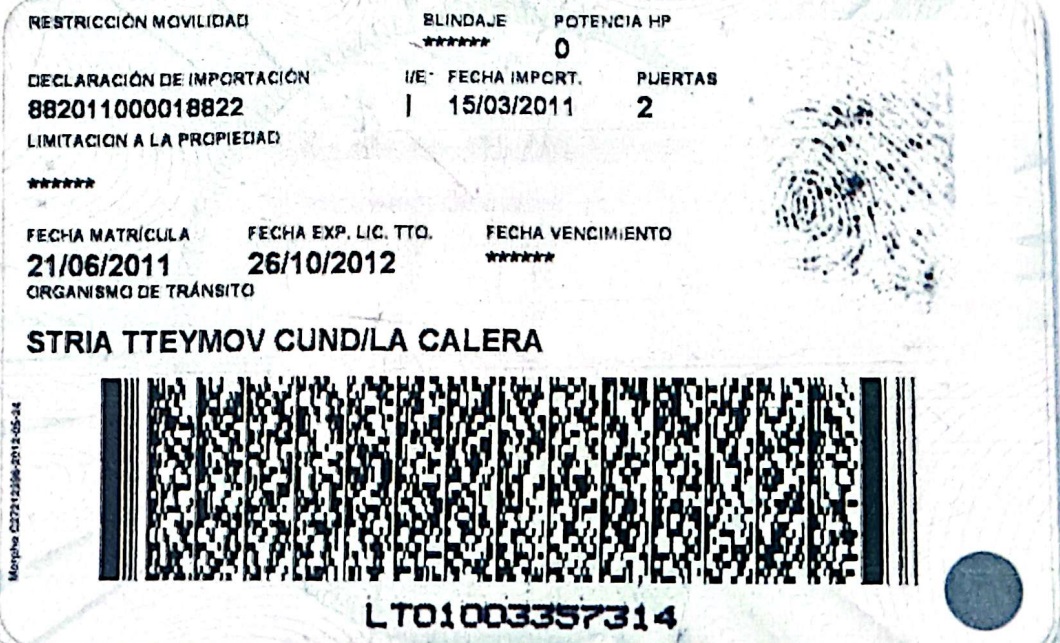 RESTRICCIÓN MOVILIDAD BLINDAJE POTENCIA HP
****** ****** 0
DECLARACIÓN DE IMPORTACIÓN I/E FECHA IMPORT. PUERTAS
882011000018822 I 15/03/2011 2
LIMITACION A LA PROPIEDAD
******
FECHA MATRÍCULA FECHA EXP. LIC. TTO. FECHA VENCIMIENTO
21/06/2011 26/10/2012 ******
ORGANISMO DE TRÁNSITO
STRIA TTEYMOV CUND/LA CALERA
LT01003357314